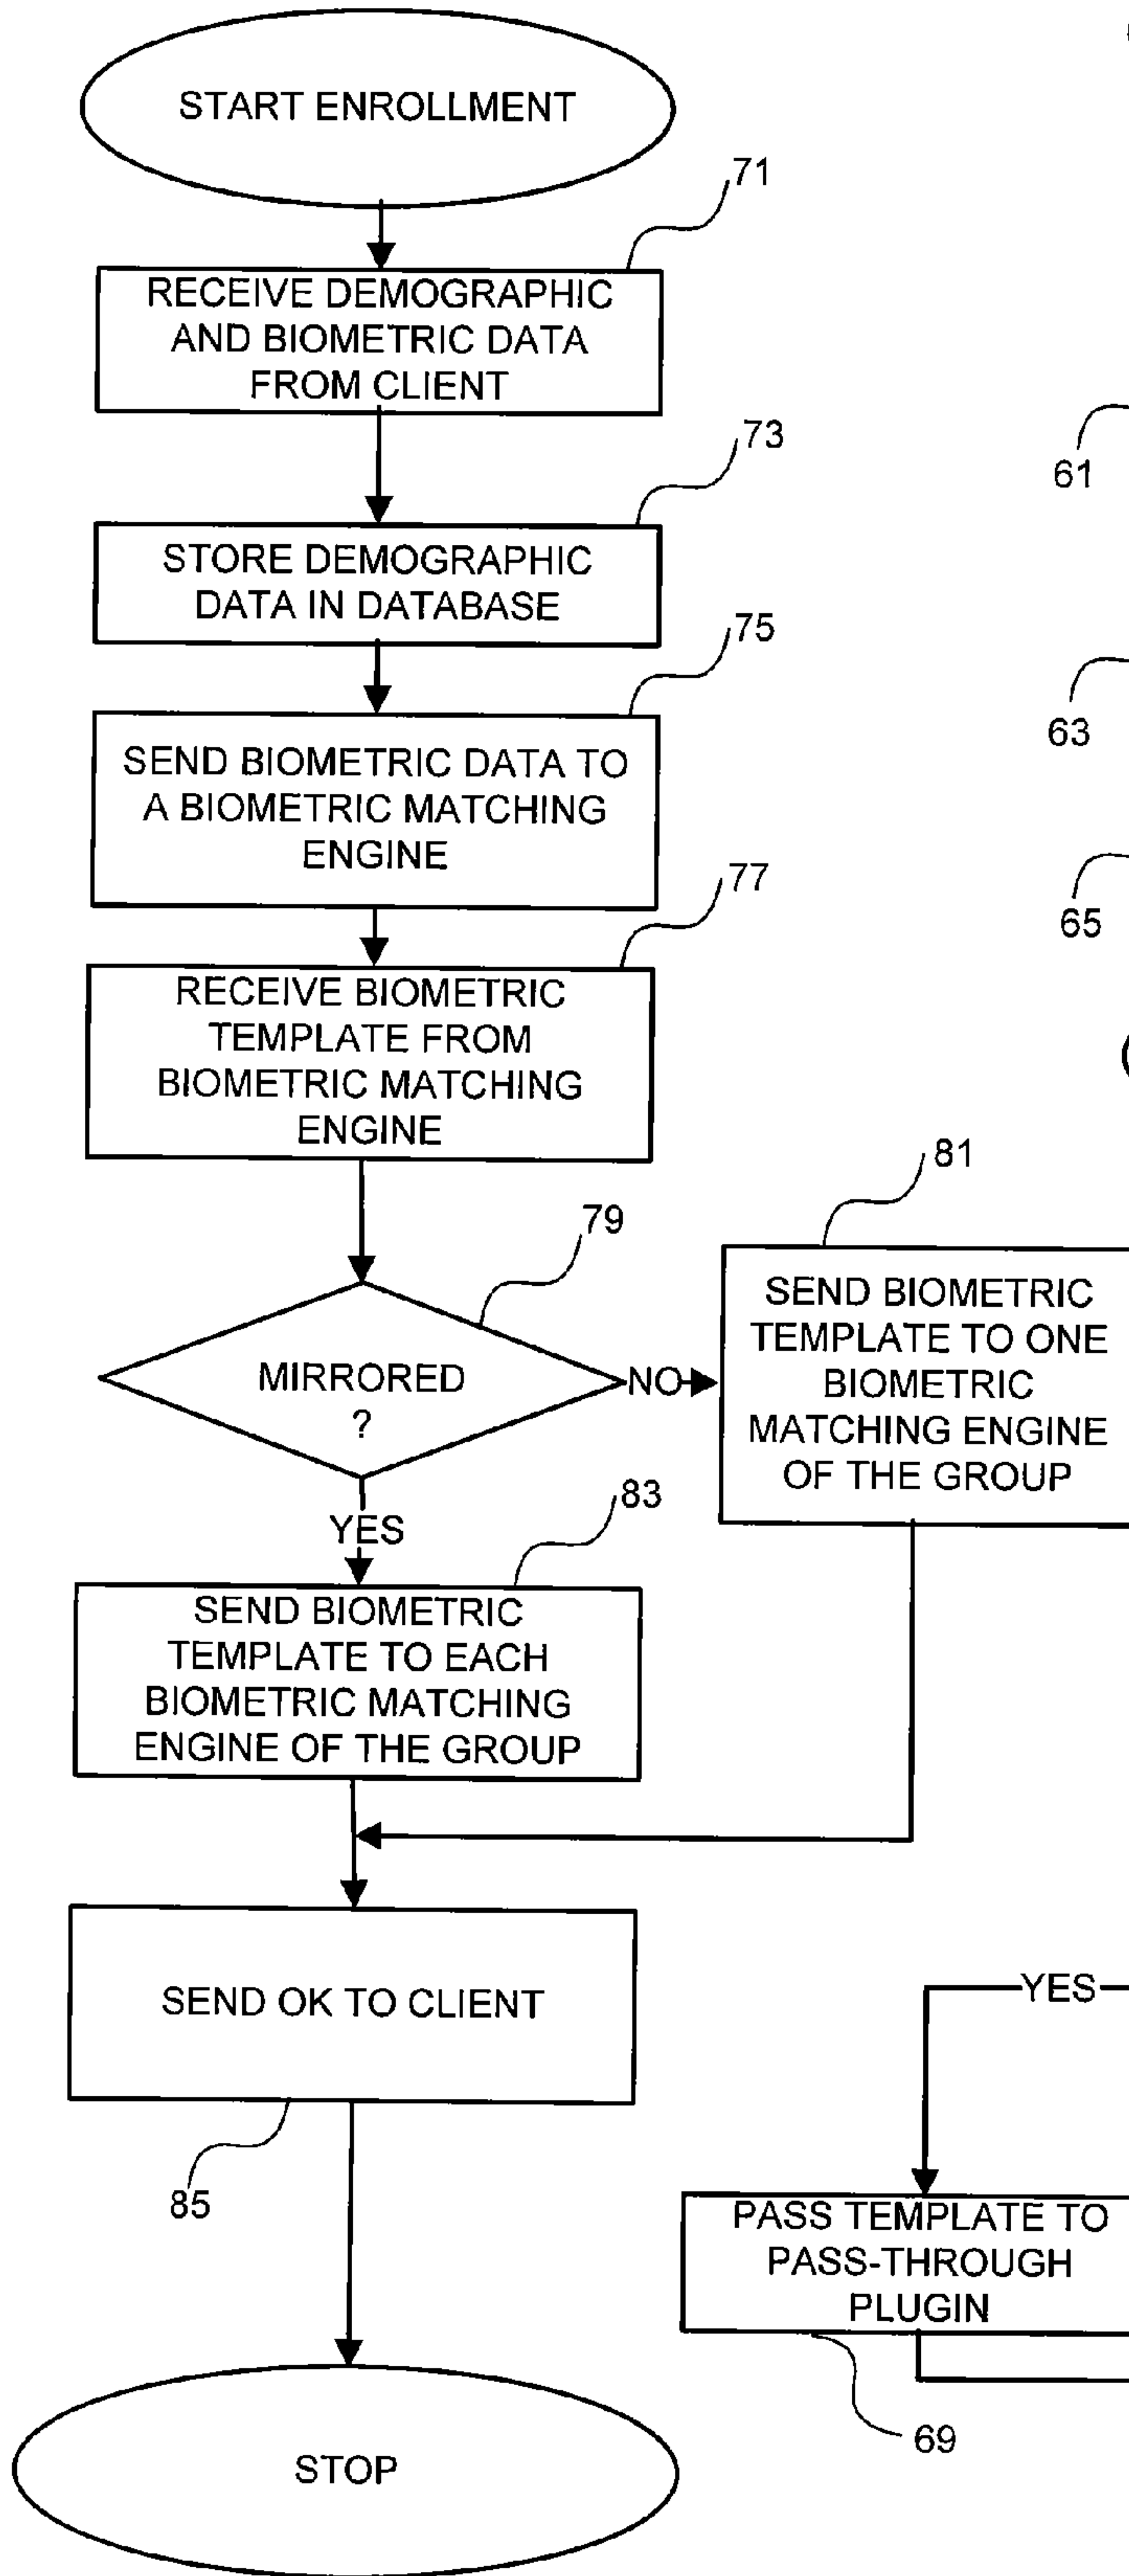 START ENROLLMENT
71
RECEIVE DEMOGRAPHIC
AND BIOMETRIC DATA
FROM CLIENT
73
STORE DEMOGRAPHIC
DATA IN DATABASE
75
SEND BIOMETRIC DATA TO
A BIOMETRIC MATCHING
ENGINE
77
RECEIVE BIOMETRIC
TEMPLATE FROM
BIOMETRIC MATCHING
ENGINE
79
MIRRORED
?
NO
81
SEND BIOMETRIC
TEMPLATE TO ONE
BIOMETRIC
MATCHING ENGINE
OF THE GROUP
YES
83
SEND BIOMETRIC
TEMPLATE TO EACH
BIOMETRIC MATCHING
ENGINE OF THE GROUP
SEND OK TO CLIENT
85
STOP
61
63
65
YES
PASS TEMPLATE TO
PASS-THROUGH
PLUGIN
69